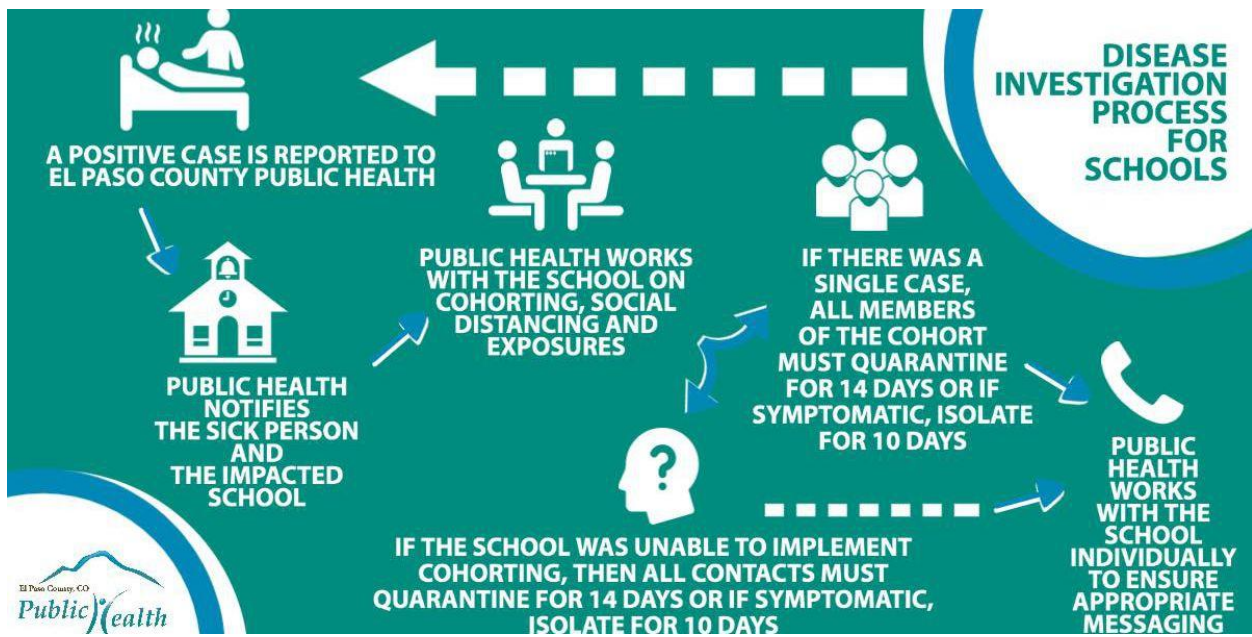 DISEASE
INVESTIGATION
PROCESS
FOR
SCHOOLS
A POSITIVE CASE IS REPORTED TO
EL PASO COUNTY PUBLIC HEALTH
PUBLIC HEALTH
NOTIFIES
THE SICK PERSON
AND
THE IMPACTED
SCHOOL
PUBLIC HEALTH WORKS
WITH THE SCHOOL ON
COHORTING, SOCIAL
DISTANCING AND
EXPOSURES
IF THERE WAS A
SINGLE CASE,
ALL MEMBERS
OF THE COHORT
MUST QUARANTINE
FOR 14 DAYS OR IF
SYMPTOMATIC, ISOLATE
FOR 10 DAYS
?
IF THE SCHOOL WAS UNABLE TO IMPLEMENT
COHORTING, THEN ALL CONTACTS MUST
QUARANTINE FOR 14 DAYS OR IF SYMPTOMATIC,
ISOLATE FOR 10 DAYS
PUBLIC
HEALTH
WORKS
WITH THE
SCHOOL
INDIVIDUALLY
TO ENSURE
APPROPRIATE
MESSAGING
El Paso County, CO
Public Health